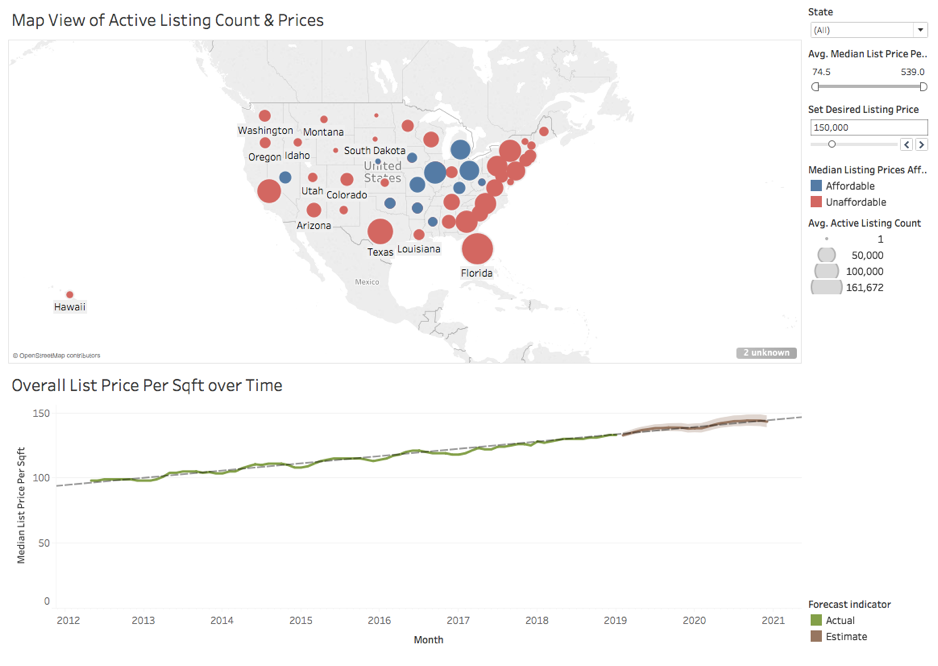 Map View of Active Listing Count & Prices
Washington
Montana
Oregon
Idaho
South Dakota
United
States
Utah
Colorado
Arizona
Texas
Louisiana
Florida
Mexico
Hawaii
© OpenStreetMap contributors
2 unknown
State
(All)
Avg. Median List Price Pe..
74.5 539.0
Set Desired Listing Price
150,000
Median Listing Prices Aff..
Affordable
Unaffordable
Avg. Active Listing Count
1
50,000
100,000
161,672
Overall List Price Per Sqft over Time
Median List Price Per Sqft
150
100
50
0
2012 2013 2014 2015 2016 2017 2018 2019 2020 2021
Month
Forecast indicator
Actual
Estimate